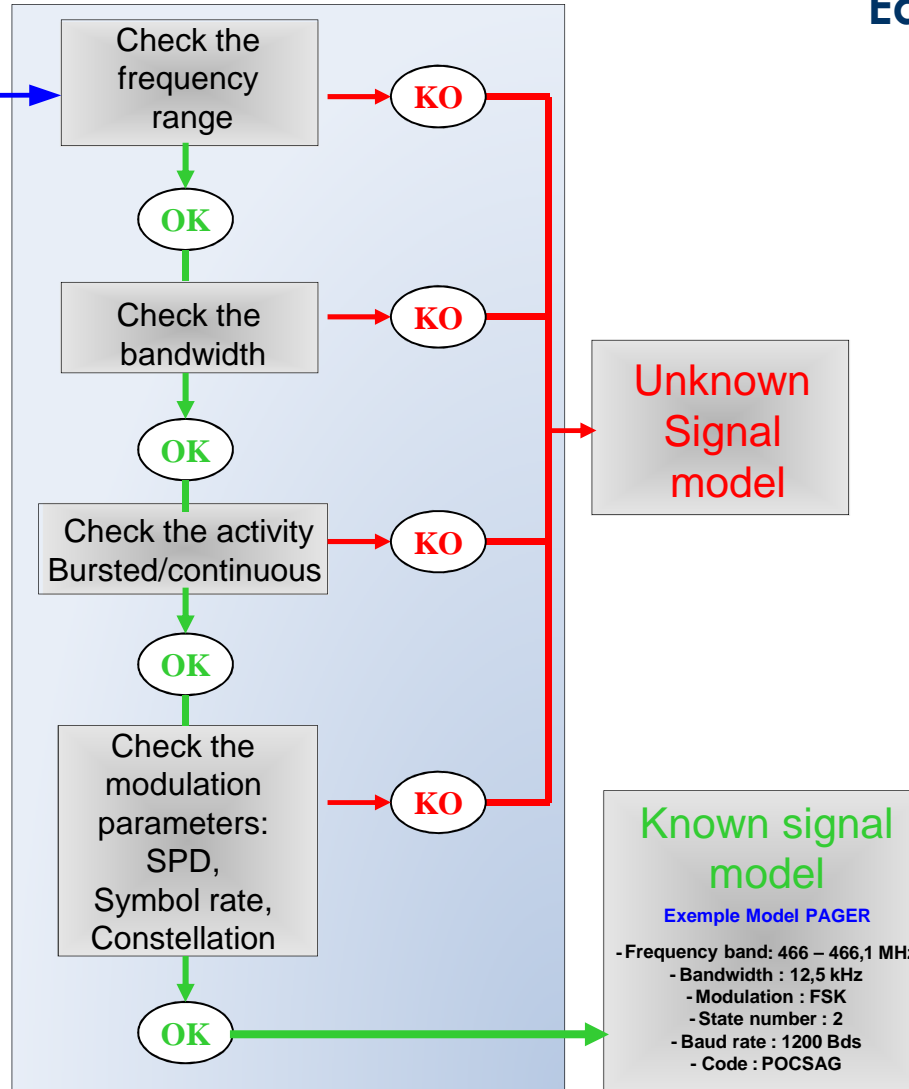 Ed
Check the
frequency
range
KO
OK
Check the
bandwidth
KO
OK
Unknown
Signal
model
Check the activity
Bursted/continuous
KO
OK
Check the
modulation
parameters:
SPD,
Symbol rate,
Constellation
KO
OK
Known signal
model
Exemple Model PAGER
- Frequency band: 466 – 466,1 MHz
- Bandwidth : 12,5 kHz
- Modulation : FSK
- State number : 2
- Baud rate : 1200 Bds
- Code : POCSAG